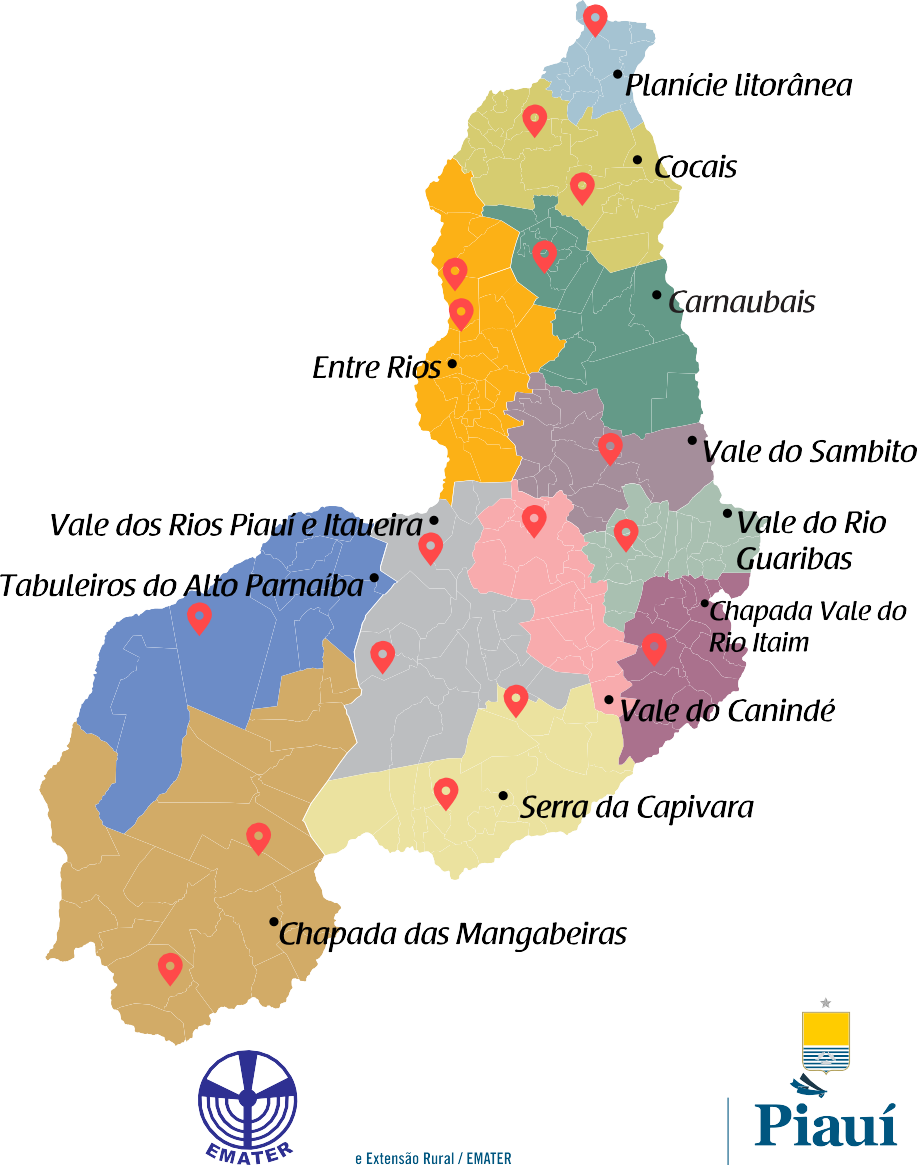 Planície litorânea
Cocais
Carnaubais
Entre Rios
Vale do Sambito
Vale dos Rios Piauí e Itaueira
Vale do Rio
Guaribas
Tabuleiros do Alto Parnaíba
Chapada Vale do
Rio Itaim
Vale do Canindé
Serra da Capivara
Chapada das Mangabeiras
EMATER
Piauí
e Extensão Rural / EMATER